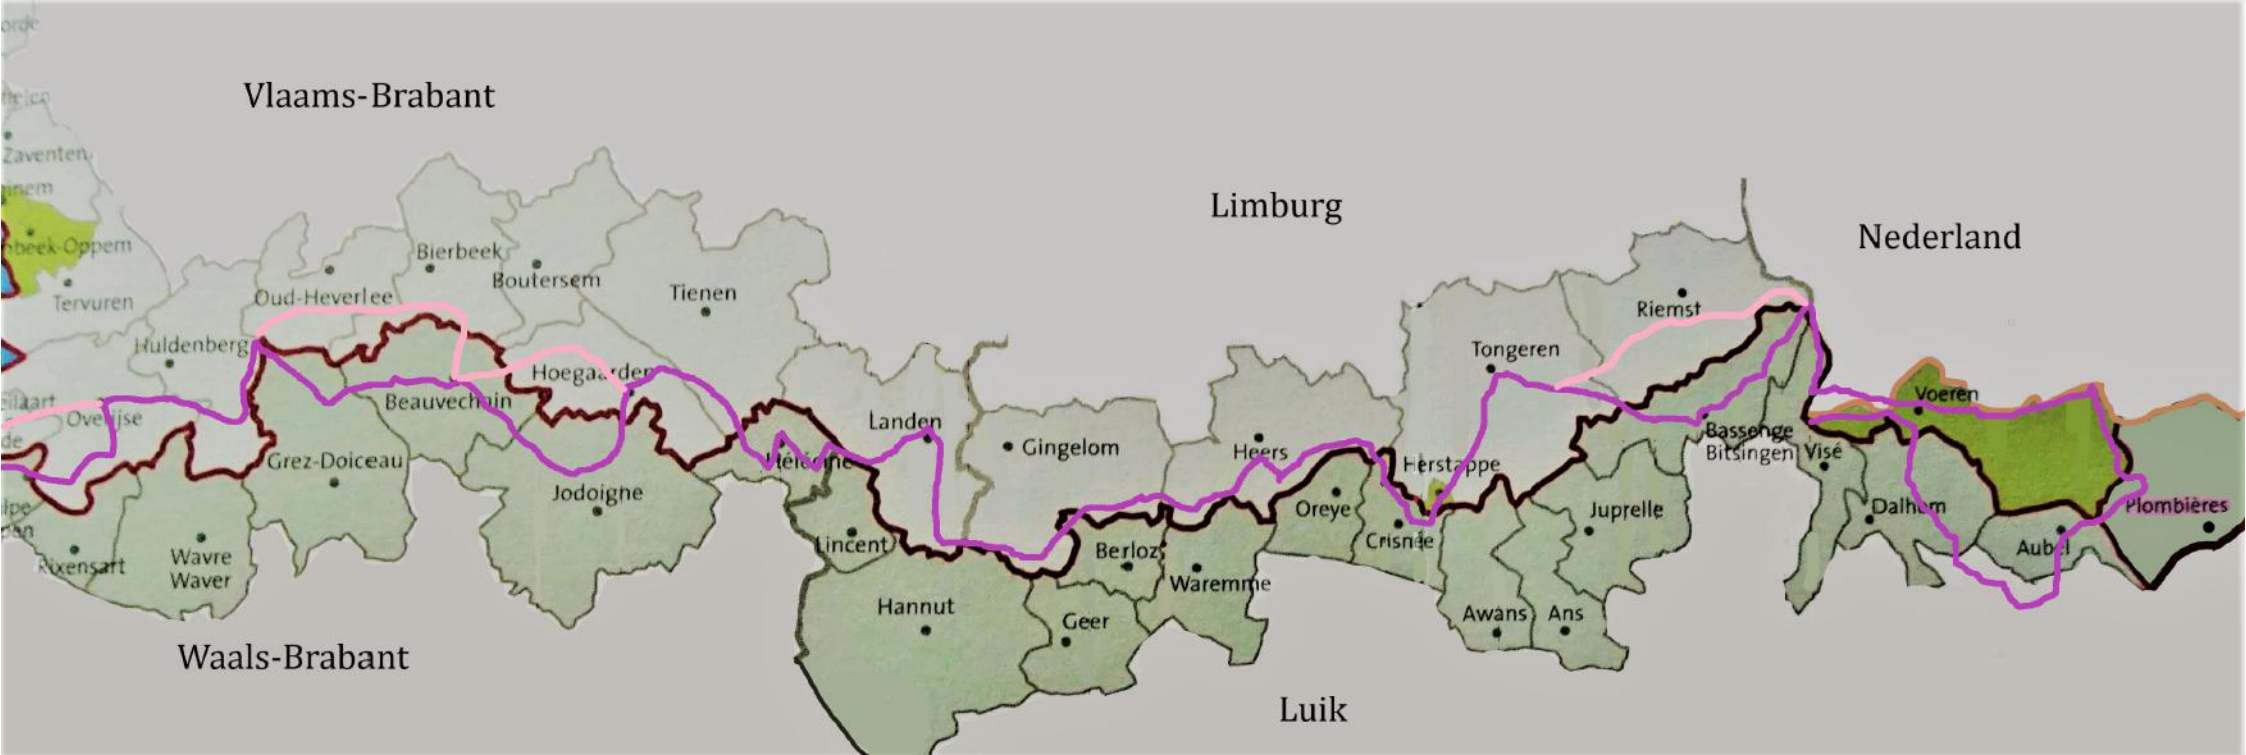 Vlaams-Brabant
Limburg
Nederland
Zaventen
Tervuren
Huldenberg
Oud-Heverlee
Bierbeek
Boutersem
Tienen
Hoegaarden
Overijse
Beauvechain
Grez-Doiceau
Jodoigne
Rixensart
Wavre
Waver
Hélécine
Landen
Lincent
Hannut
Gingelom
Berloz
Geer
Heers
Waremme
Oreye
Crisnée
Herstappe
Tongeren
Riemst
Awans
Ans
Juprelle
Bassenge
Bitsingen
Visé
Voeren
Dalhem
Aubel
Plombières
Waals-Brabant
Luik